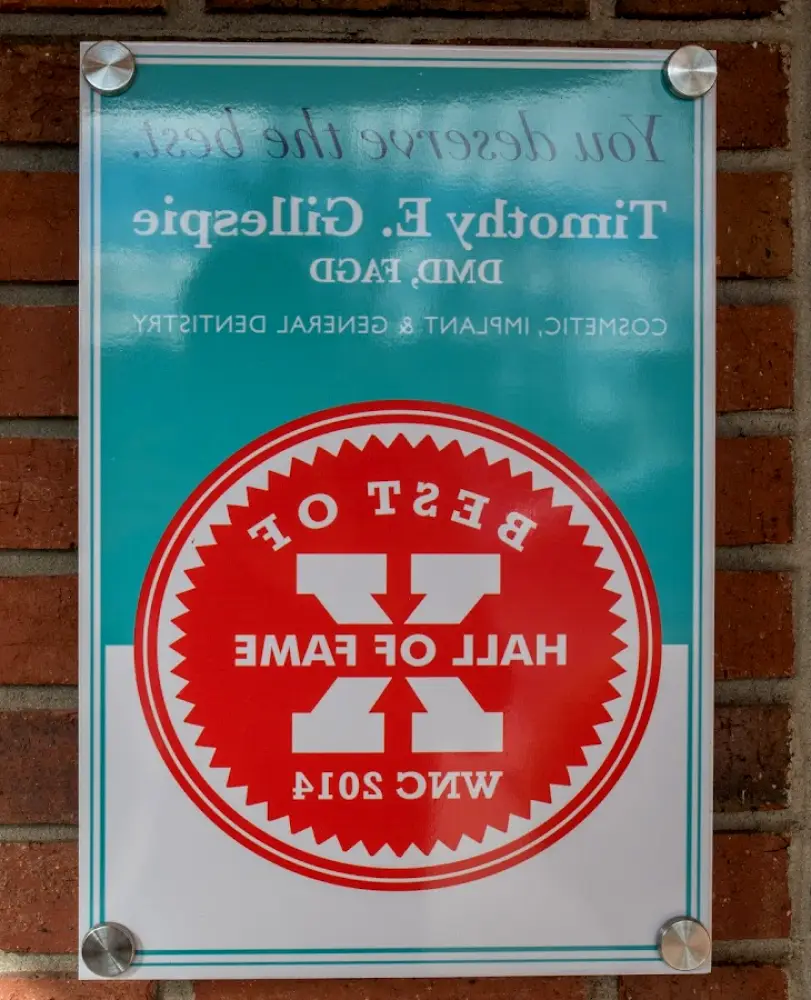 You deserve the best.
Timothy E. Gillespie
DMD, FAGD
COSMETIC, IMPLANT & GENERAL DENTISTRY
BEST OF
X
HALL OF FAME
WNC 2014